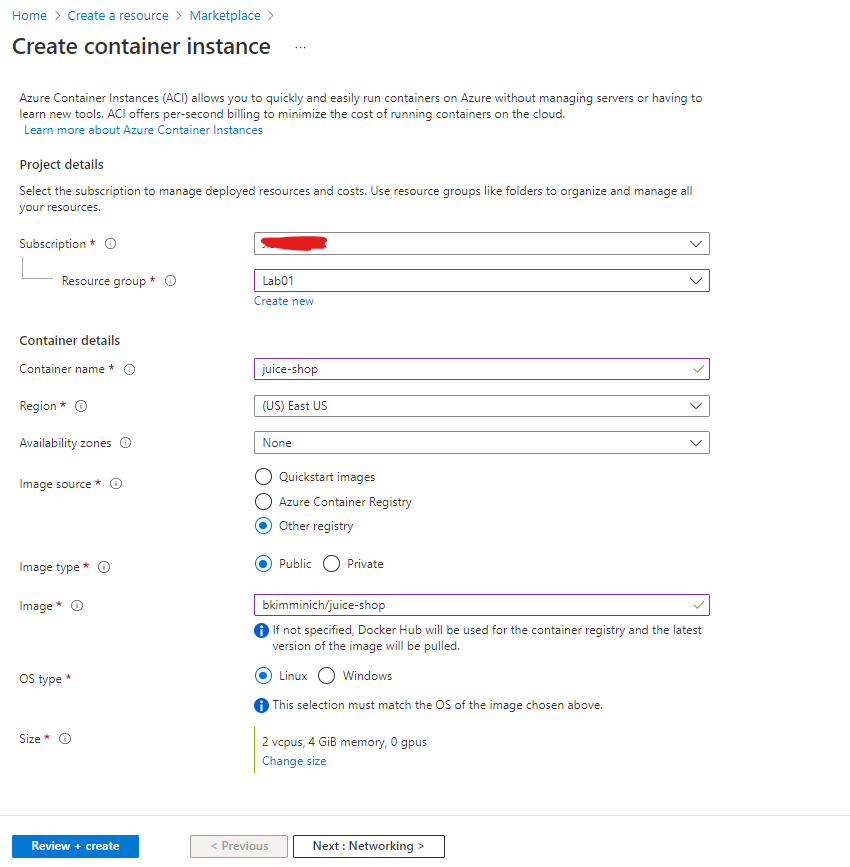 Home > Create a resource > Marketplace >
Create container instance ...
Azure Container Instances (ACI) allows you to quickly and easily run containers on Azure without managing servers or having to
learn new tools. ACI offers per-second billing to minimize the cost of running containers on the cloud.
Learn more about Azure Container Instances
Project details
Select the subscription to manage deployed resources and costs. Use resource groups like folders to organize and manage all
your resources.
Subscription *
Resource group * Lab01
Create new
Container details
Container name * juice-shop
Region * (US) East US
Availability zones None
Image source * Quickstart images
Azure Container Registry
Other registry
Image type * Public Private
Image * bkimminich/juice-shop
If not specified, Docker Hub will be used for the container registry and the latest
version of the image will be pulled.
OS type * Linux Windows
This selection must match the OS of the image chosen above.
Size * 2 vcpus, 4 GiB memory, 0 gpus
Change size
Review + create < Previous Next : Networking >